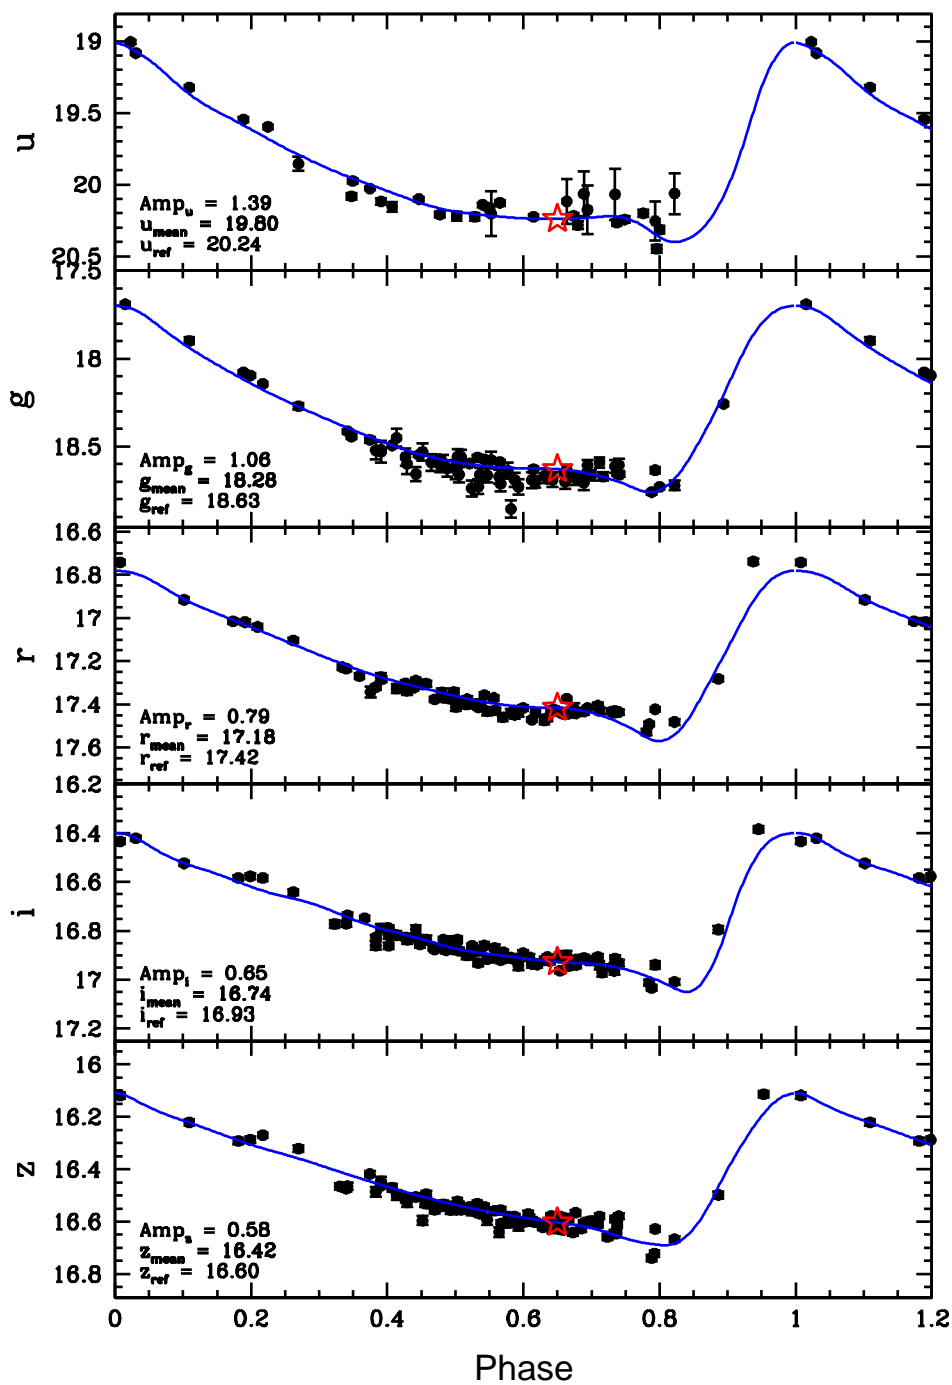 19
19.5
20
20.5
u
Amp_u = 1.39
u_mean = 19.80
u_ref = 20.24
17.5
18
18.5
g
Amp_g = 1.06
g_mean = 18.28
g_ref = 18.63
16.6
16.8
17
17.2
17.4
17.6
r
Amp_r = 0.79
r_mean = 17.18
r_ref = 17.42
16.2
16.4
16.6
16.8
17
17.2
i
Amp_i = 0.65
i_mean = 16.74
i_ref = 16.93
16
16.2
16.4
16.6
16.8
z
Amp_z = 0.58
z_mean = 16.42
z_ref = 16.60
0 0.2 0.4 0.6 0.8 1 1.2
Phase